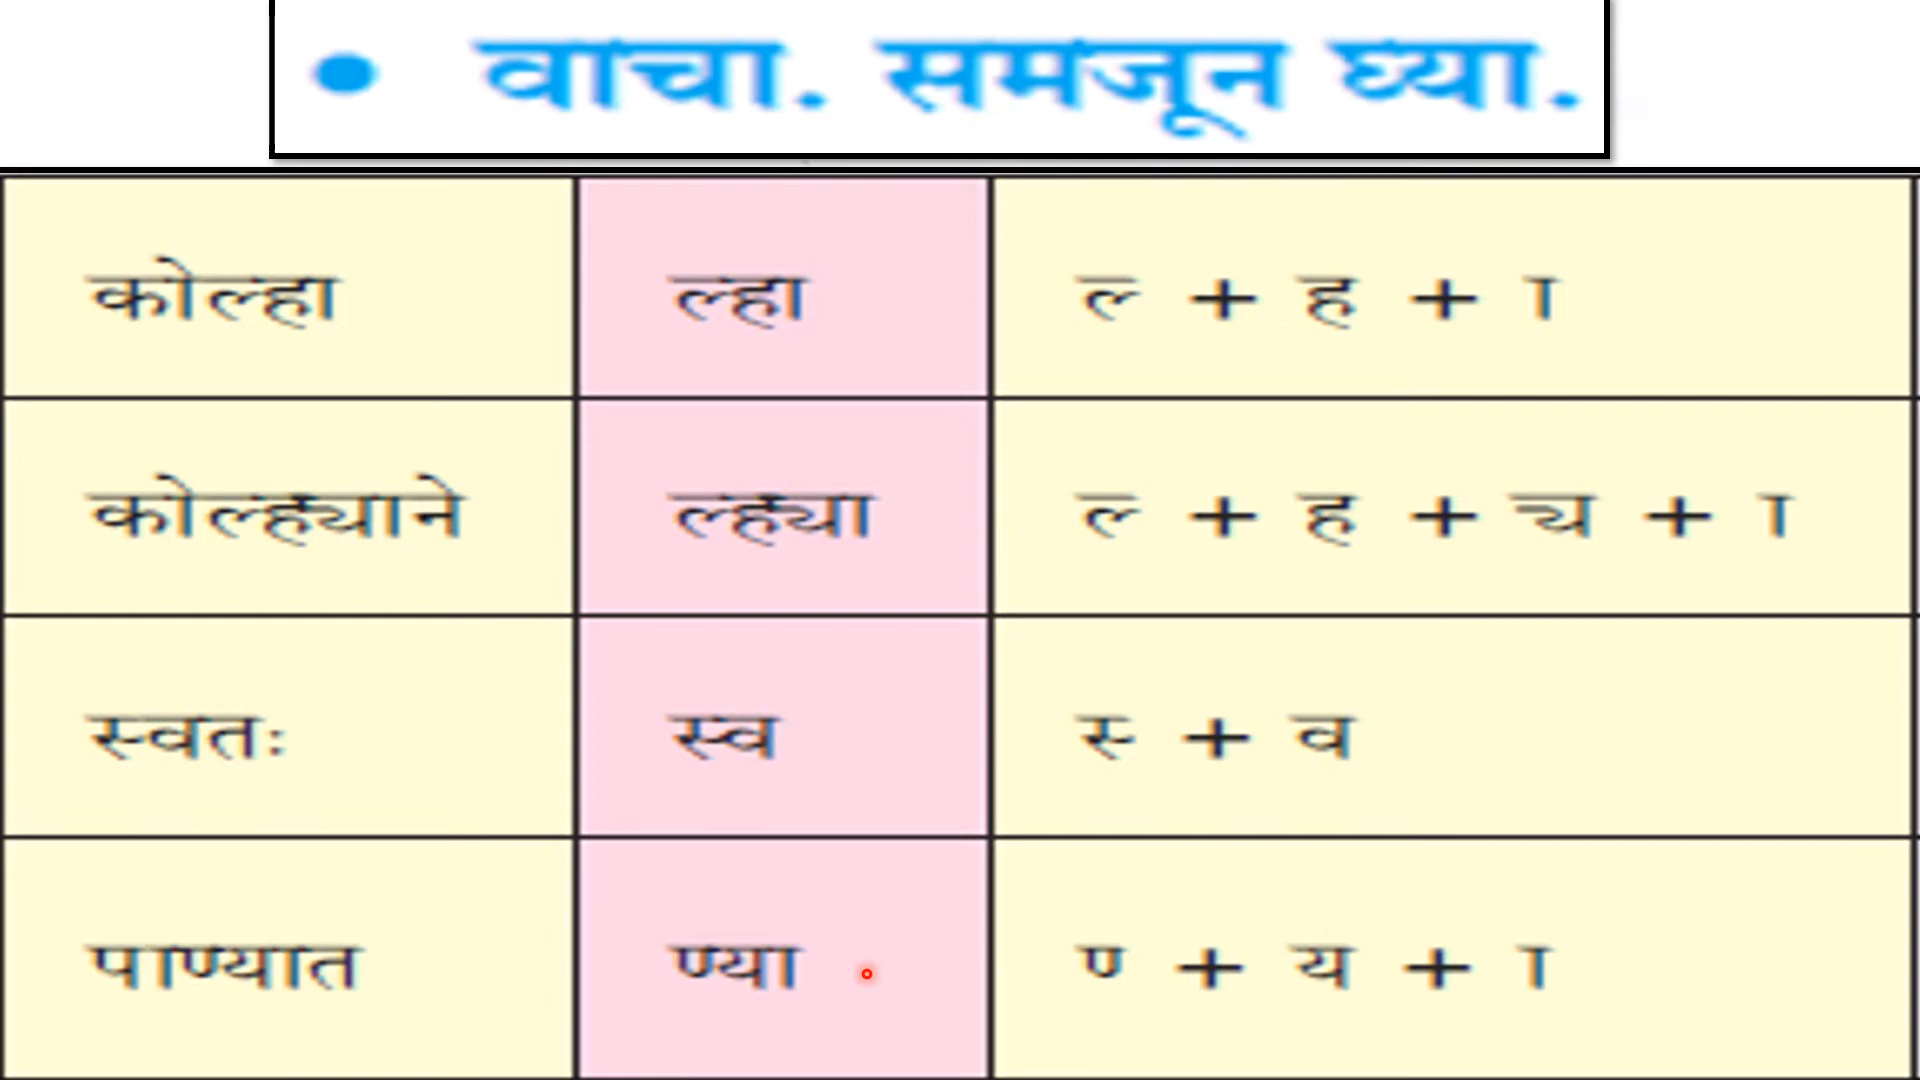 • वाचा. समजून घ्या.
कोल्हा ल्हा ल् + ह + ा
कोल्ह्याने ल्ह्या ल् + ह + ऱ्य + ा
स्वतः स्व स् + व
पाण्यात ण्या ण् + य + ा